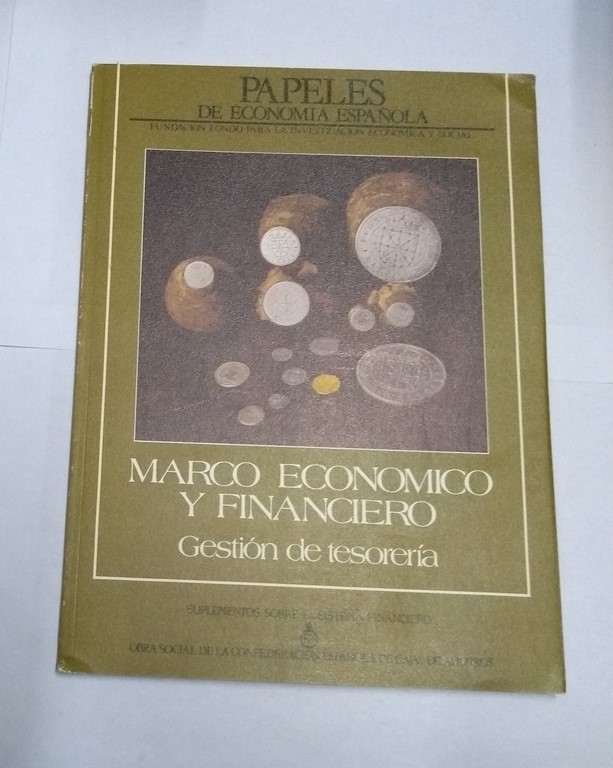 PAPELES
DE ECONOMIA ESPAÑOLA
FUNDACION FONDO PARA LA INVESTIGACION ECONOMICA Y SOCIAL
MARCO ECONOMICO
Y FINANCIERO
Gestión de tesorería
SUPLEMENTOS SOBRE EL SISTEMA FINANCIERO
OBRA SOCIAL DE LA CONFEDERACION ESPAÑOLA DE CAJAS DE AHORROS